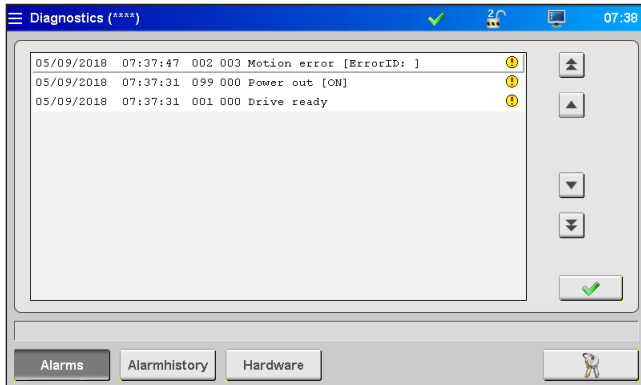 Diagnostics (****) 2 07:38
05/09/2018 07:37:47 002 003 Motion error [ErrorID: ]
05/09/2018 07:37:31 099 000 Power out [ON]
05/09/2018 07:37:31 001 000 Drive ready
Alarms Alarmhistory Hardware